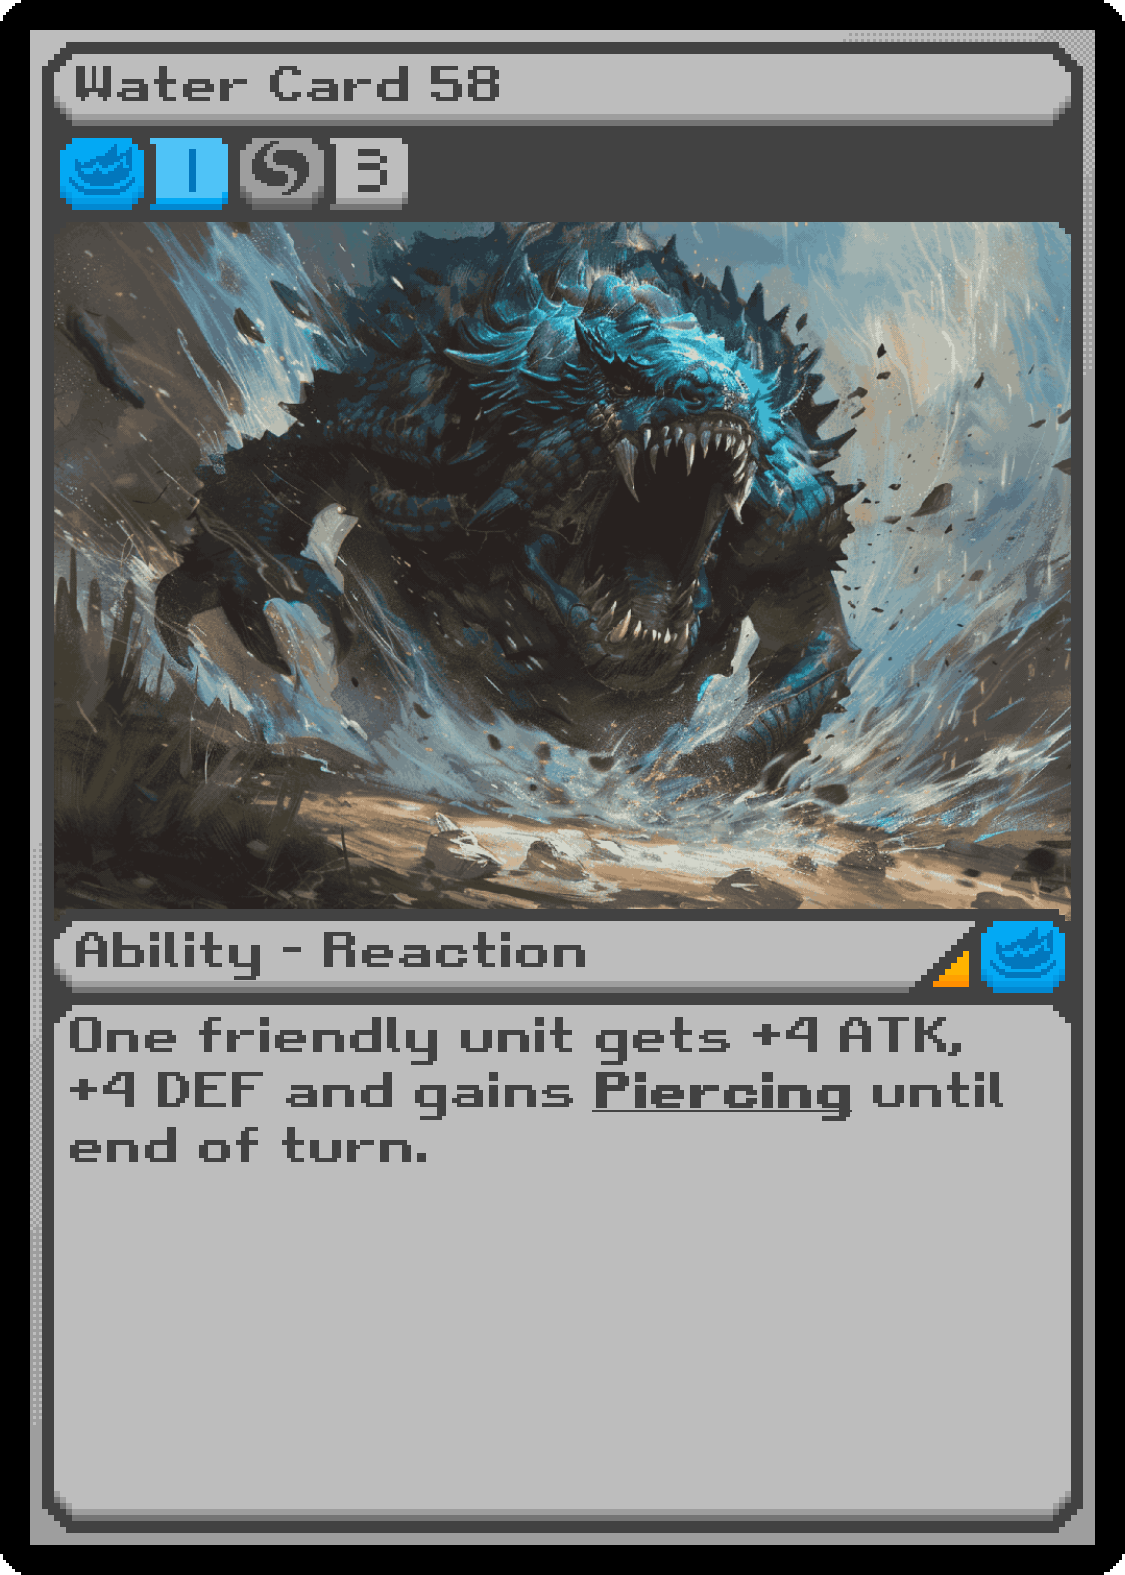 Water Card 58
1 3
Ability - Reaction
One friendly unit gets +4 ATK,
+4 DEF and gains Piercing until
end of turn.